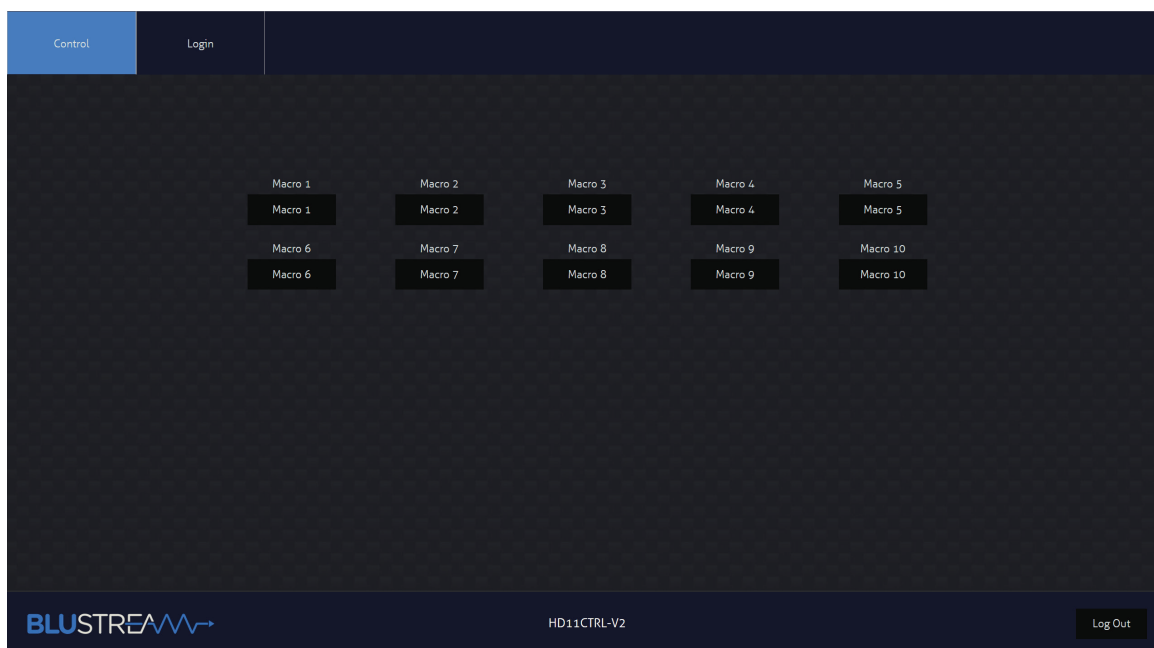 Control Login
Macro 1 Macro 2 Macro 3 Macro 4 Macro 5
Macro 1 Macro 2 Macro 3 Macro 4 Macro 5
Macro 6 Macro 7 Macro 8 Macro 9 Macro 10
Macro 6 Macro 7 Macro 8 Macro 9 Macro 10
BLUSTREAM HD11CTRL-V2 Log Out